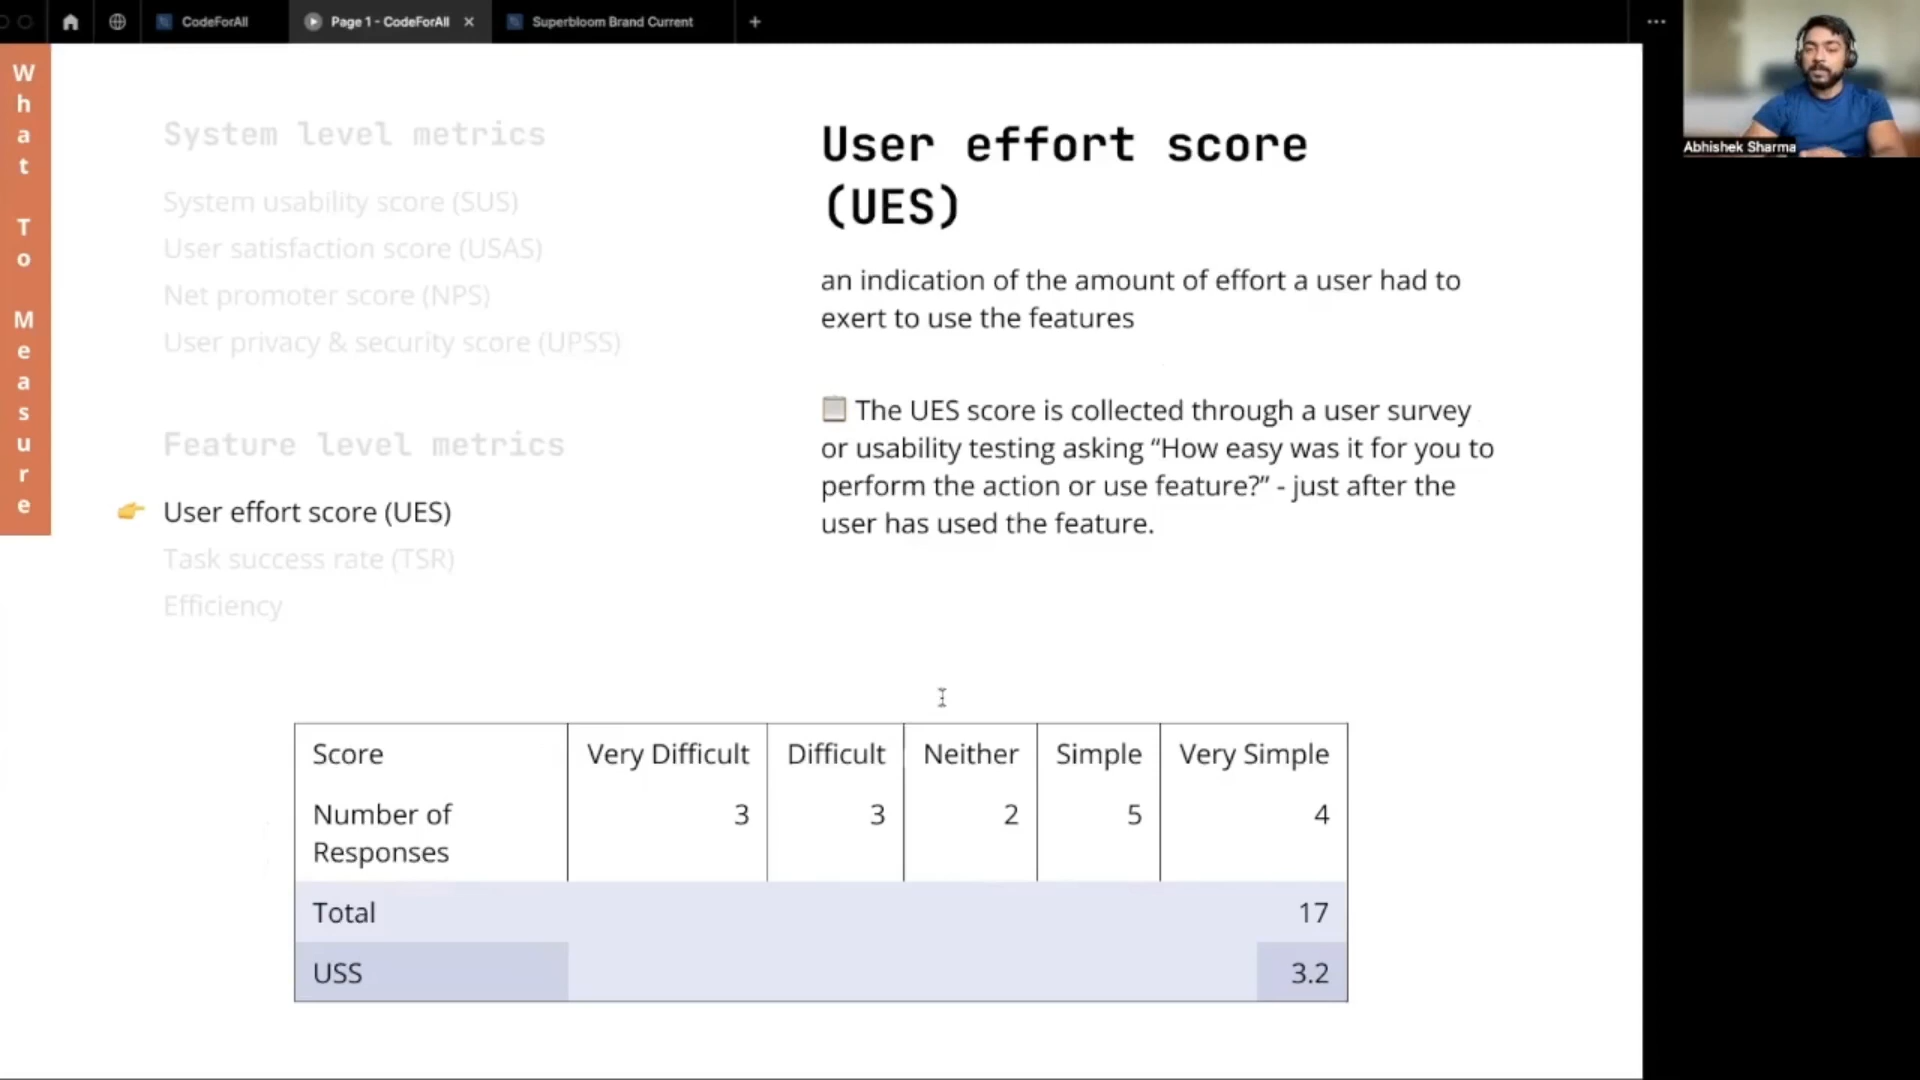 CodeForAll
Page 1 - CodeForAll
Superbloom Brand Current
What To Measure
System level metrics
System usability score (SUS)
User satisfaction score (USAS)
Net promoter score (NPS)
User privacy & security score (UPSS)
Feature level metrics
User effort score (UES)
Task success rate (TSR)
Efficiency
User effort score
(UES)
an indication of the amount of effort a user had to
exert to use the features
The UES score is collected through a user survey
or usability testing asking “How easy was it for you to
perform the action or use feature?” - just after the
user has used the feature.
Score Very Difficult Difficult Neither Simple Very Simple
Number of 3 3 2 5 4
Responses
Total 17
USS 3.2
Abhishek Sharma